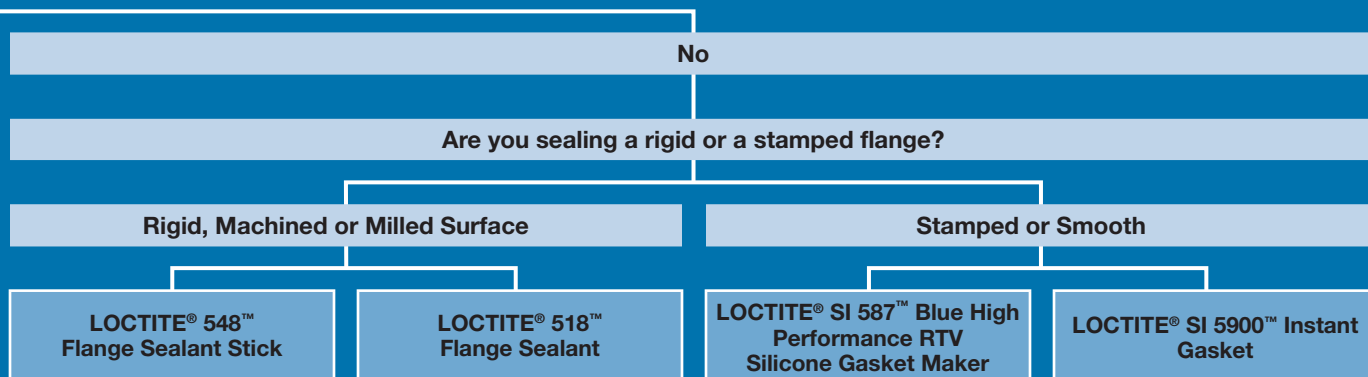 No
Are you sealing a rigid or a stamped flange?
Rigid, Machined or Milled Surface
Stamped or Smooth
LOCTITE® 548™
Flange Sealant Stick
LOCTITE® 518™
Flange Sealant
LOCTITE® SI 587™ Blue High
Performance RTV
Silicone Gasket Maker
LOCTITE® SI 5900™ Instant
Gasket